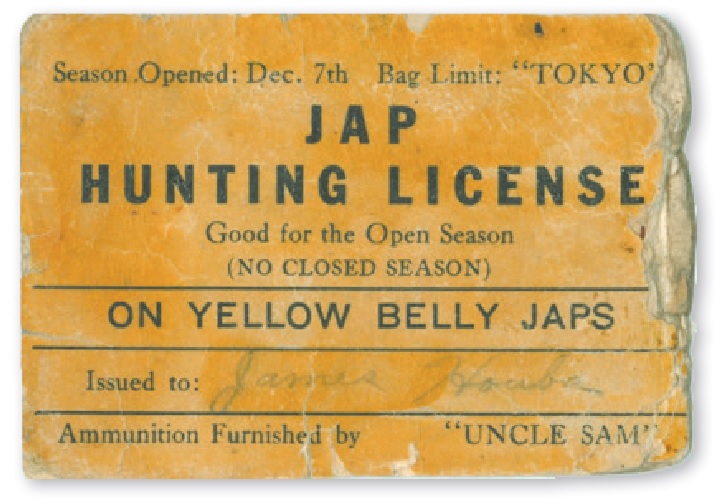 Season Opened: Dec. 7th Bag Limit: "TOKYO"
JAP
HUNTING LICENSE
Good for the Open Season
(NO CLOSED SEASON)
ON YELLOW BELLY JAPS
Issued to: James
Ammunition Furnished by "UNCLE SAM"